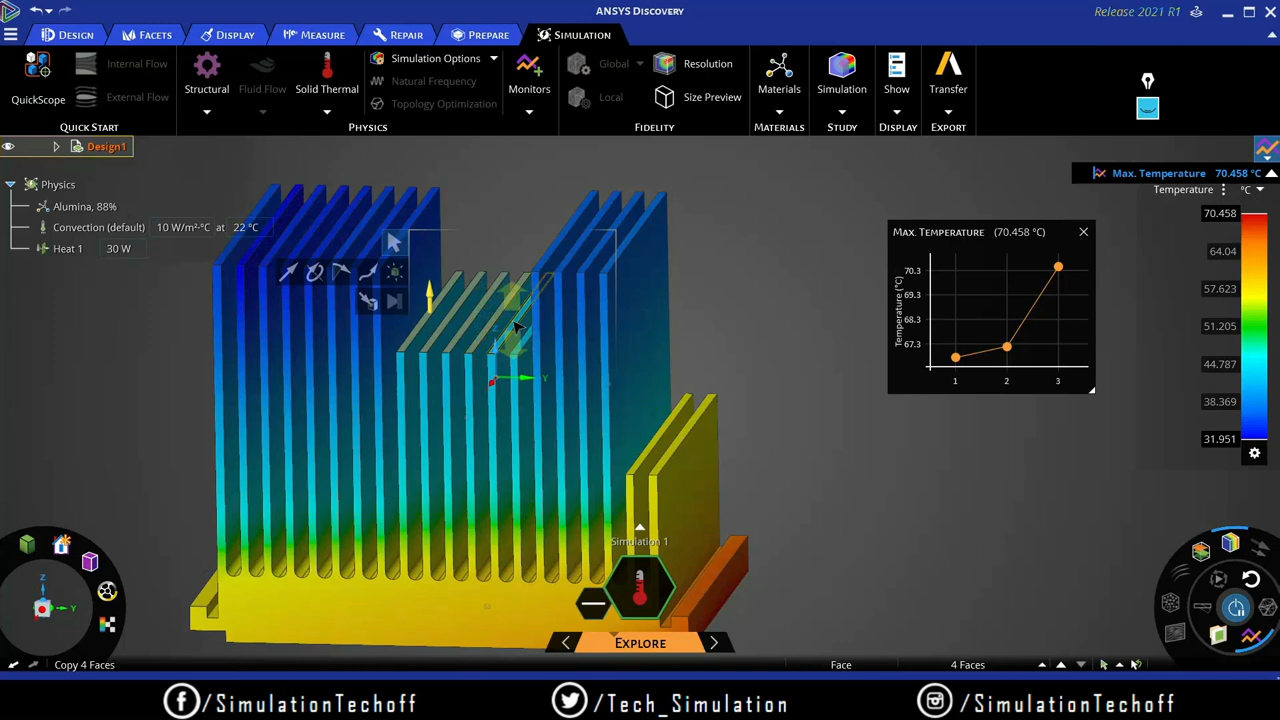 ANSYS Discovery
Release 2021 R1
DESIGN
FACETS
DISPLAY
MEASURE
REPAIR
PREPARE
SIMULATION
QuickScope
Internal Flow
External Flow
QUICK START
Structural
Fluid Flow
Solid Thermal
Simulation Options
Natural Frequency
Topology Optimization
PHYSICS
Monitors
Global
Local
Resolution
Size Preview
FIDELITY
Materials
MATERIALS
Simulation
STUDY
Show
DISPLAY
Transfer
EXPORT
Design1
Physics
Alumina, 88%
Convection (default) 10 W/m²·°C at 22 °C
Heat 1 30 W
Max. Temperature 70.458 °C
Temperature °C
70.458
64.04
57.623
51.205
44.787
38.369
31.951
MAX. TEMPERATURE (70.458 °C)
Temperature (°C)
70.3
69.3
68.3
67.3
1 2 3
Z
Y
Simulation 1
EXPLORE
Z
Y
Copy 4 Faces
Face
4 Faces
/SimulationTechoff
/Tech_Simulation
/SimulationTechoff